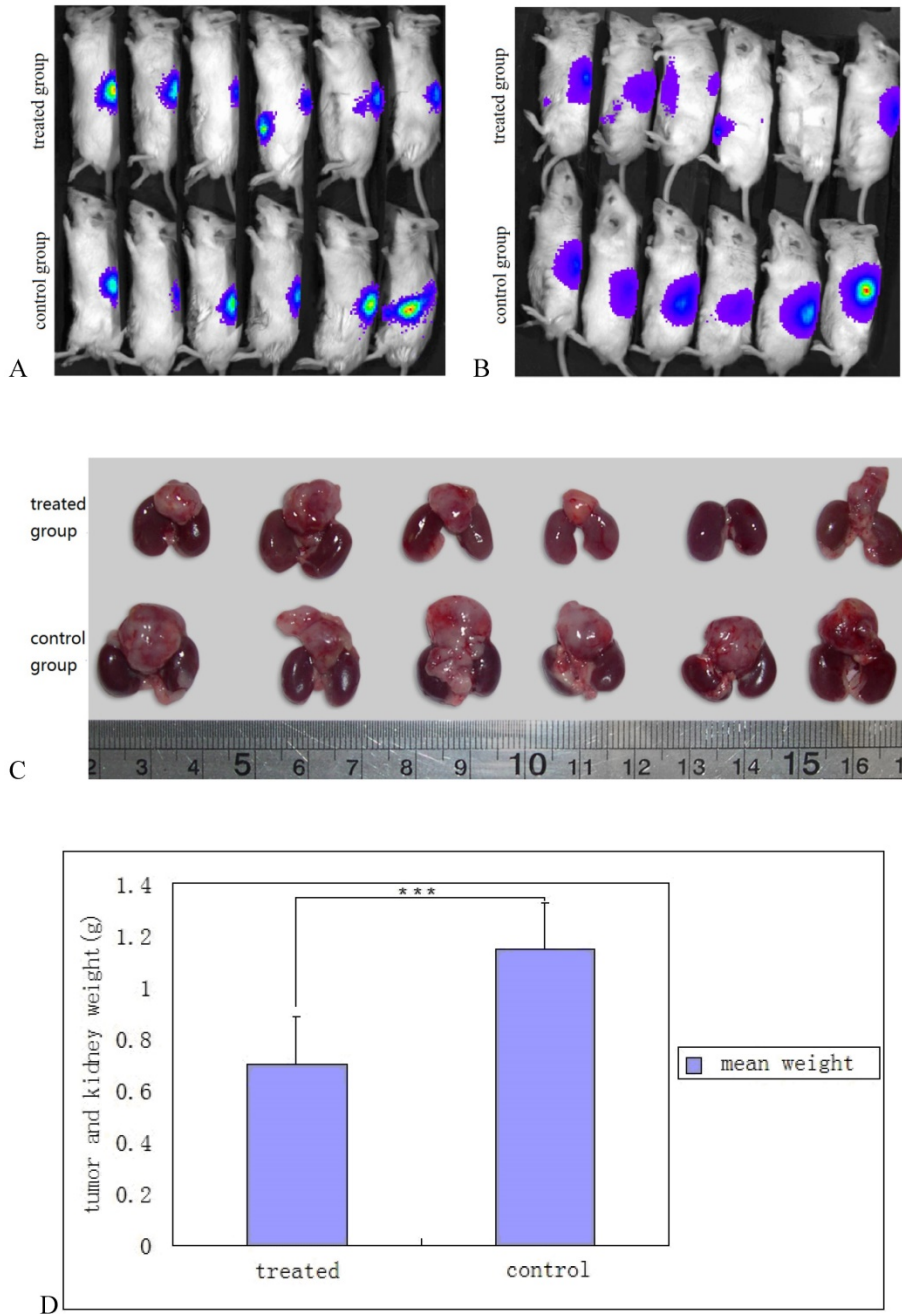 treated group
control group
A
treated group
control group
B
treated
group
control
group
2 3 4 5 6 7 8 9 10 11 12 13 14 15 16 1
C
1.4
1.2
1
0.8
0.6
0.4
0.2
0
tumor and kidney weight(g)
***
treated
control
mean weight
D